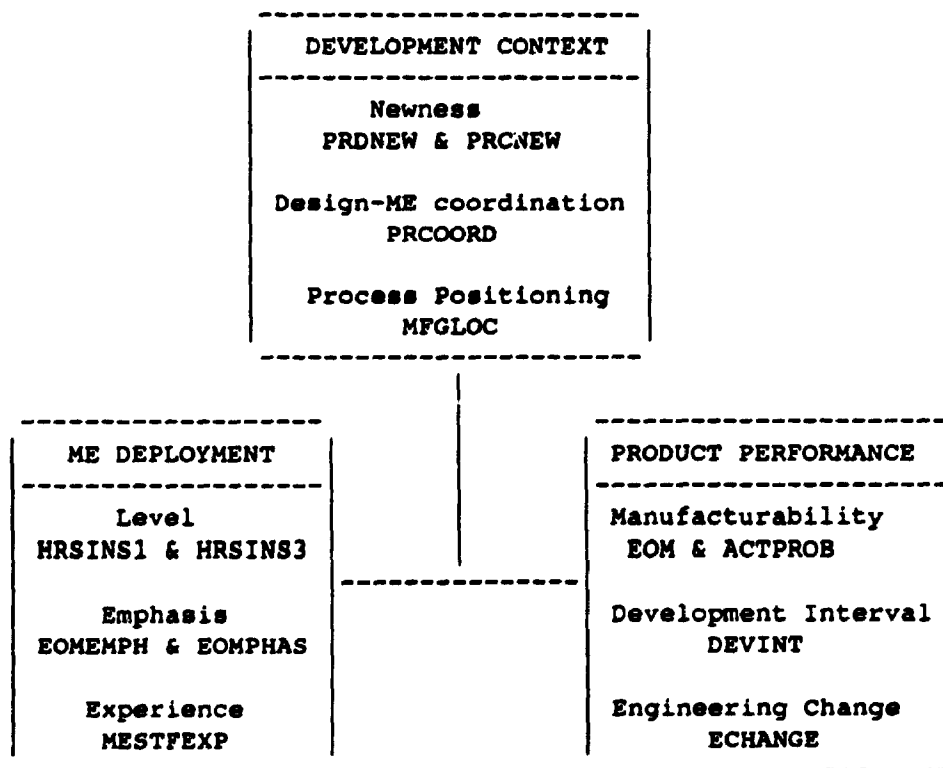 DEVELOPMENT CONTEXT
Newness
PRDNEW & PRCNEW
Design-ME coordination
PRCOORD
Process Positioning
MFGLOC
ME DEPLOYMENT
Level
HRSINS1 & HRSINS3
Emphasis
EOMEMPH & EOMPHAS
Experience
MESTFEXP
PRODUCT PERFORMANCE
Manufacturability
EOM & ACTPROB
Development Interval
DEVINT
Engineering Change
ECHANGE